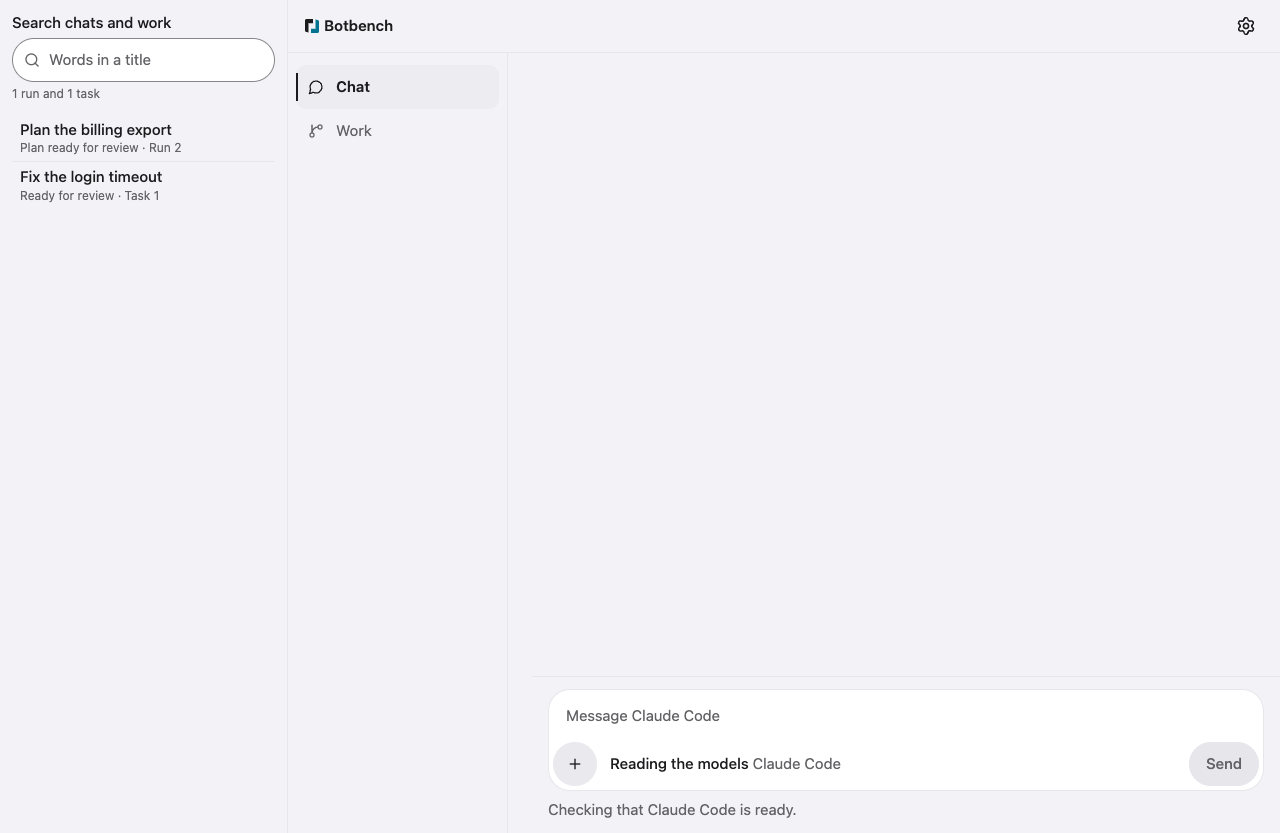 Search chats and work
Words in a title
1 run and 1 task
Plan the billing export
Plan ready for review · Run 2
Fix the login timeout
Ready for review · Task 1
Botbench
Chat
Work
Message Claude Code
Reading the models Claude Code
Send
Checking that Claude Code is ready.